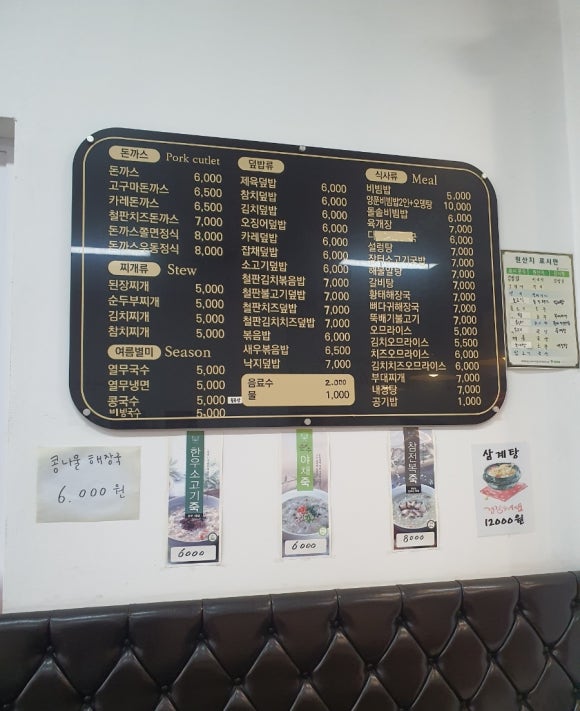 돈까스 Pork cutlet
돈까스 6,000
고구마돈까스 6,500
카레돈까스 6,500
철판치즈돈까스 7,000
돈까스쫄면정식 8,000
돈까스우동정식 8,000
찌개류 Stew
된장찌개 5,000
순두부찌개 5,000
김치찌개 5,000
참치찌개 5,000
여름별미 Season
열무국수 5,000
열무냉면 5,000
콩국수 5,000
비빔국수 5,000
덮밥류
제육덮밥 6,000
참치덮밥 6,000
김치덮밥 6,000
오징어덮밥 6,000
카레덮밥 6,000
잡채덮밥 6,000
소고기덮밥 6,000
철판김치볶음밥 7,000
철판불고기덮밥 7,000
철판치즈덮밥 7,000
철판김치치즈덮밥 7,000
볶음밥 6,000
새우볶음밥 6,500
낙지덮밥 7,000
음료수 2,000
물 1,000
식사류 Meal
비빔밥 5,000
양푼비빔밥2인+오뎅탕 10,000
돌솥비빔밥 6,000
육개장 7,000
6,000
설렁탕 7,000
장터소고기국밥 7,000
해물알탕 7,000
갈비탕 7,000
황태해장국 7,000
뼈다귀해장국 7,000
뚝배기불고기 7,000
오므라이스 5,000
김치오므라이스 5,500
치즈오므라이스 6,000
김치치즈오므라이스 6,000
부대찌개 7,000
내장탕 7,000
공기밥 1,000
원산지 표시판
콩나물 해장국
6.000원
한우소고기죽
6000
야채죽
6000
참전복죽
8000
삼계탕
12000원